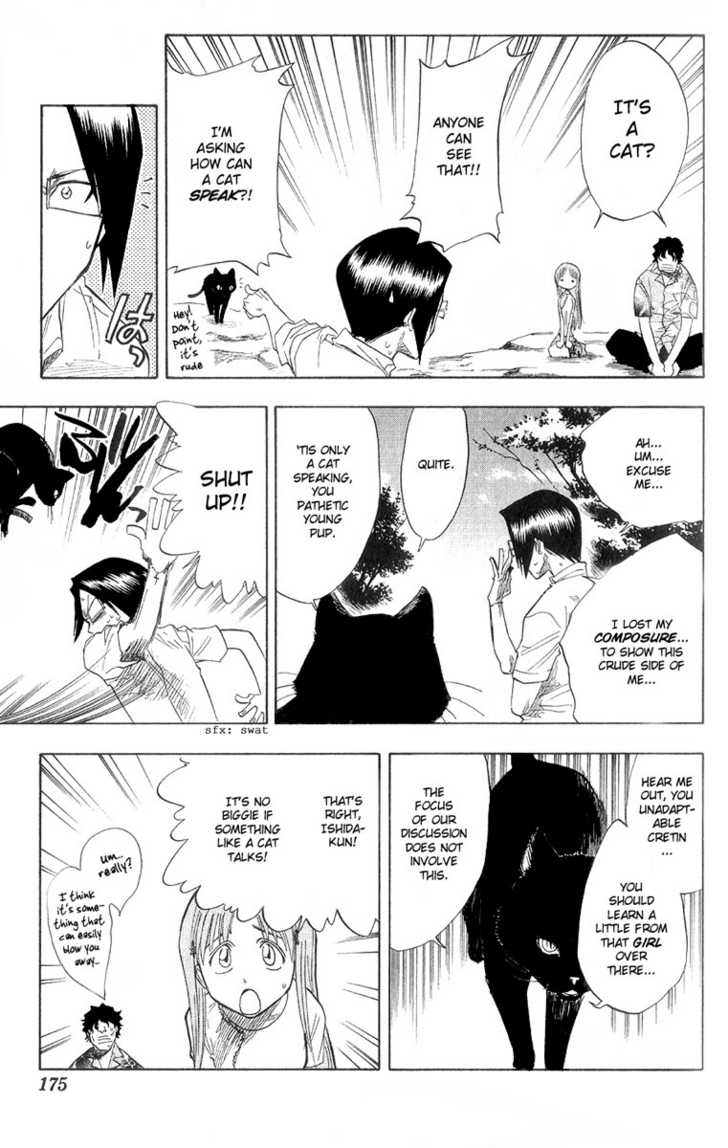 IT'S
A
CAT?
ANYONE
CAN
SEE
THAT!!
I'M
ASKING
HOW CAN
A CAT
SPEAK?!
Hey!
Don't
point,
it's
rude
はっ
AH...
UM...
EXCUSE
ME...
I LOST MY
COMPOSURE...
TO SHOW THIS
CRUDE SIDE OF
ME...
QUITE.
'TIS ONLY
A CAT
SPEAKING,
YOU
PATHETIC
YOUNG
PUP.
SHUT
UP!!
sfx: swat
HEAR ME
OUT, YOU
UNADAPT-
ABLE
CRETIN
...
YOU
SHOULD
LEARN A
LITTLE FROM
THAT GIRL
OVER
THERE...
THE
FOCUS
OF OUR
DISCUSSION
DOES NOT
INVOLVE
THIS.
THAT'S
RIGHT,
ISHIDA-
KUN!
IT'S NO
BIGGIE IF
SOMETHING
LIKE A CAT
TALKS!
um...
really?
I think
it's some-
thing that
can easily
blow you
away...
175